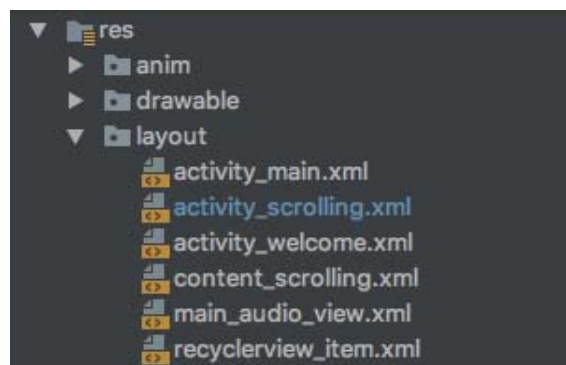 res
anim
drawable
layout
activity_main.xml
activity_scrolling.xml
activity_welcome.xml
content_scrolling.xml
main_audio_view.xml
recyclerview_item.xml